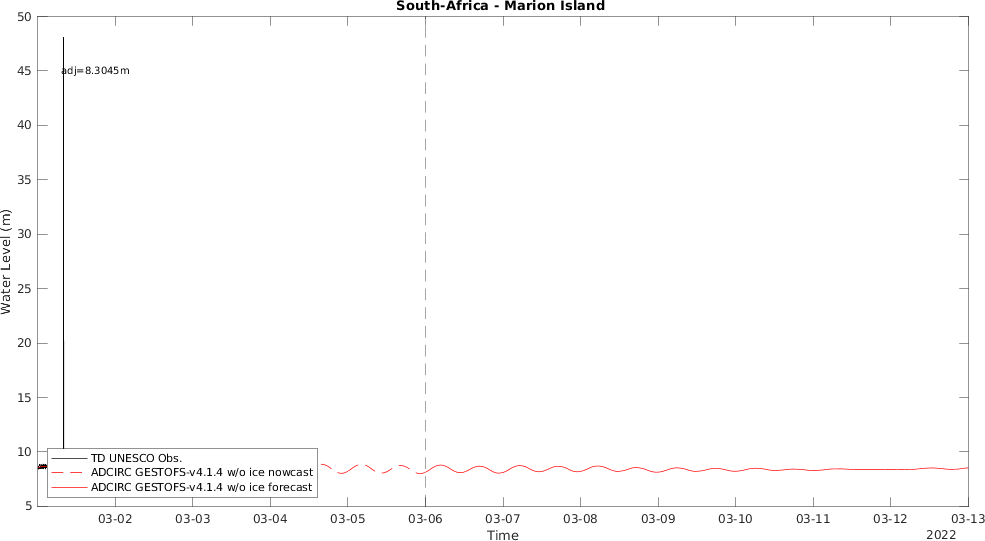 South-Africa - Marion Island
50
45
40
35
30
25
20
15
10
5
Water Level (m)
adj=8.3045m
TD UNESCO Obs.
ADCIRC GESTOFS-v4.1.4 w/o ice nowcast
ADCIRC GESTOFS-v4.1.4 w/o ice forecast
03-02 03-03 03-04 03-05 03-06 03-07 03-08 03-09 03-10 03-11 03-12 03-13
Time
2022